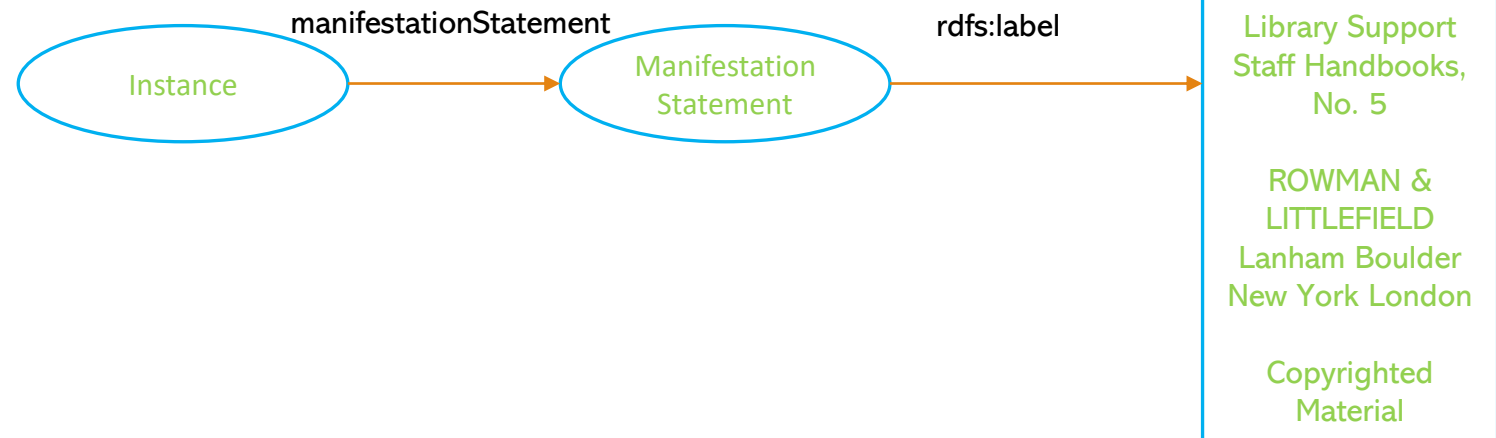 manifestationStatement
rdfs:label
Instance
Manifestation
Statement
Library Support
Staff Handbooks,
No. 5
ROWMAN &
LITTLEFIELD
Lanham Boulder
New York London
Copyrighted
Material